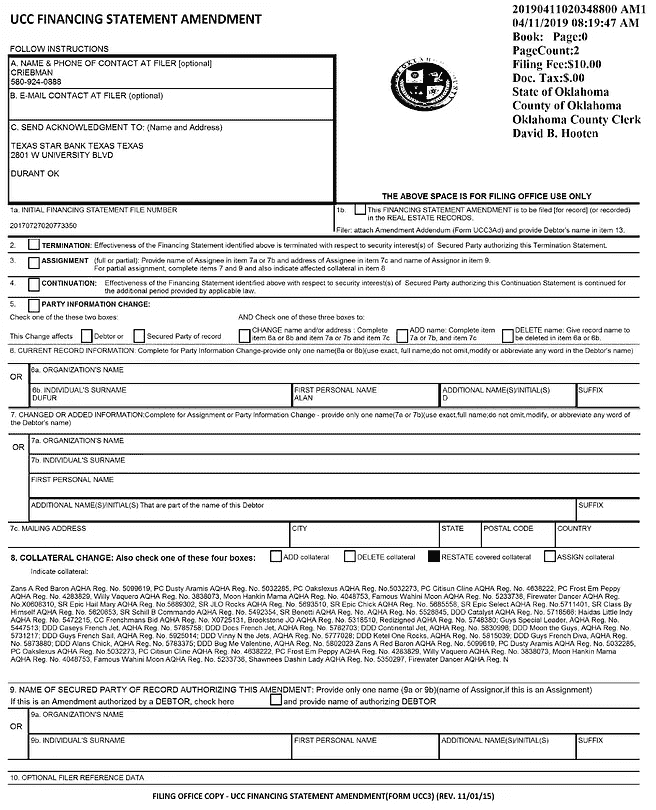 UCC FINANCING STATEMENT AMENDMENT
20190411020348800 AM1
04/11/2019 08:19:47 AM
Book: Page:0
PageCount:2
Filing Fee:$10.00
Doc. Tax:$.00
State of Oklahoma
County of Oklahoma
Oklahoma County Clerk
David B. Hooten
FOLLOW INSTRUCTIONS
A. NAME & PHONE OF CONTACT AT FILER [optional]
CRIEBMAN
580-924-0888
B. E-MAIL CONTACT AT FILER (optional)
C. SEND ACKNOWLEDGMENT TO: (Name and Address)
TEXAS STAR BANK TEXAS TEXAS
2801 W UNIVERSITY BLVD
DURANT OK
THE ABOVE SPACE IS FOR FILING OFFICE USE ONLY
1a. INITIAL FINANCING STATEMENT FILE NUMBER
20170727020773350
1b. This FINANCING STATEMENT AMENDMENT is to be filed [for record] (or recorded)
in the REAL ESTATE RECORDS.
Filer: attach Amendment Addendum (Form UCC3Ad) and provide Debtor's name in item 13.
2. TERMINATION: Effectiveness of the Financing Statement identified above is terminated with respect to security interest(s) of Secured Party authorizing this Termination Statement.
3. ASSIGNMENT (full or partial): Provide name of Assignee in item 7a or 7b and address of Assignee in item 7c and name of Assignor in item 9.
For partial assignment, complete items 7 and 9 and also indicate affected collateral in item 8
4. CONTINUATION: Effectiveness of the Financing Statement identified above with respect to security interest(s) of Secured Party authorizing this Continuation Statement is continued for
the additional period provided by applicable law.
5. PARTY INFORMATION CHANGE:
Check one of these two boxes: AND Check one of these three boxes to:
This Change affects Debtor or Secured Party of record
CHANGE name and/or address : Complete
item 6a or 6b and item 7a or 7b and item 7c
ADD name: Complete item
7a or 7b, and item 7c
DELETE name: Give record name to
be deleted in item 6a or 6b.
6. CURRENT RECORD INFORMATION: Complete for Party Information Change-provide only one name(6a or 6b)(use exact, full name;do not omit,modify or abbreviate any word in the Debtor's name)
6a. ORGANIZATION'S NAME
OR
6b. INDIVIDUAL'S SURNAME FIRST PERSONAL NAME ADDITIONAL NAME(S)/INITIAL(S) SUFFIX
DUFUR ALAN D
7. CHANGED OR ADDED INFORMATION:Complete for Assignment or Party Information Change - provide only one name(7a or 7b)(use exact,full name;do not omit,modify, or abbreviate any word of
the Debtor's name)
7a. ORGANIZATION'S NAME
OR
7b. INDIVIDUAL'S SURNAME
FIRST PERSONAL NAME
ADDITIONAL NAME(S)/INITIAL(S) That are part of the name of this Debtor SUFFIX
7c. MAILING ADDRESS CITY STATE POSTAL CODE COUNTRY
8. COLLATERAL CHANGE: Also check one of these four boxes: ADD collateral DELETE collateral RESTATE covered collateral ASSIGN collateral
Indicate collateral:
Zans A Red Baron AQHA Reg. No. 5099619, PC Dusty Aramis AQHA Reg. No. 5032285, PC Oakslexus AQHA Reg. No.5032273, PC Citisun Cline AQHA Reg. No. 4638222, PC Frost Em Peppy
AQHA Reg. No. 4283829, Willy Vaquero AQHA Reg. No. 3838073, Moon Hankin Mama AQHA Reg. No. 4048753, Famous Wahini Moon AQHA Reg. No. 5233736, Firewater Dancer AQHA Reg.
No. X0608310, SR Epic Hail Mary AQHA Reg. No.5689302, SR JLO Rocks AQHA Reg. No. 5693510, SR Epic Chick AQHA Reg. No. 5685558, SR Epic Select AQHA Reg. No.5711401, SR Class By
Himself AQHA Reg. No. 5620653, SR Schill B Commando AQHA Reg. No. 5492354, SR Benetti AQHA Reg. No. AQHA Reg. No. 5528845, DDD Catalyst AQHA Reg. No. 5716568; Haidas Little Indy
AQHA Reg. No. 5472215, CC Frenchmans Bid AQHA Reg. No. X0725131, Brookstone JO AQHA Reg. No. 5318510, Redizigned AQHA Reg. No. 5748380; Guys Special Leader, AQHA Reg. No.
5447513; DDD Caseys French Jet, AQHA Reg. No. 5785758; DDD Docs French Jet, AQHA Reg. No. 5782703; DDD Continental Jet, AQHA Reg. No. 5830996, DDD Moon the Guys, AQHA Reg. No.
5731217; DDD Guys French Sail, AQHA Reg. No. 5925014; DDD Vinny N the Jets, AQHA Reg. No. 5777028; DDD Ketel One Rocks, AQHA Reg. No. 5815039; DDD Guys French Diva, AQHA Reg.
No. 5873880; DDD Alans Chick, AQHA Reg. No. 5783375; DDD Bug Me Valentine, AQHA Reg. No. 5802023 Zans A Red Baron AQHA Reg. No. 5099619, PC Dusty Aramis AQHA Reg. No. 5032285,
PC Oakslexus AQHA Reg. No 5032273, PC Citisun Cline AQHA Reg. No. 4638222, PC Frost Em Peppy AQHA Reg. No. 4283829, Willy Vaquero AQHA Reg. No. 3838073, Moon Hankin Mama
AQHA Reg. No. 4048753, Famous Wahini Moon AQHA Reg. No. 5233736, Shawnees Dashin Lady AQHA Reg. No. 5350297, Firewater Dancer AQHA Reg. N
9. NAME OF SECURED PARTY OF RECORD AUTHORIZING THIS AMENDMENT: Provide only one name (9a or 9b)(name of Assignor,if this is an Assignment)
If this is an Amendment authorized by a DEBTOR, check here and provide name of authorizing DEBTOR
9a. ORGANIZATION'S NAME
OR
9b. INDIVIDUAL'S SURNAME FIRST PERSONAL NAME ADDITIONAL NAME(S)/INITIAL(S) SUFFIX
10. OPTIONAL FILER REFERENCE DATA
FILING OFFICE COPY - UCC FINANCING STATEMENT AMENDMENT(FORM UCC3) (REV. 11/01/15)